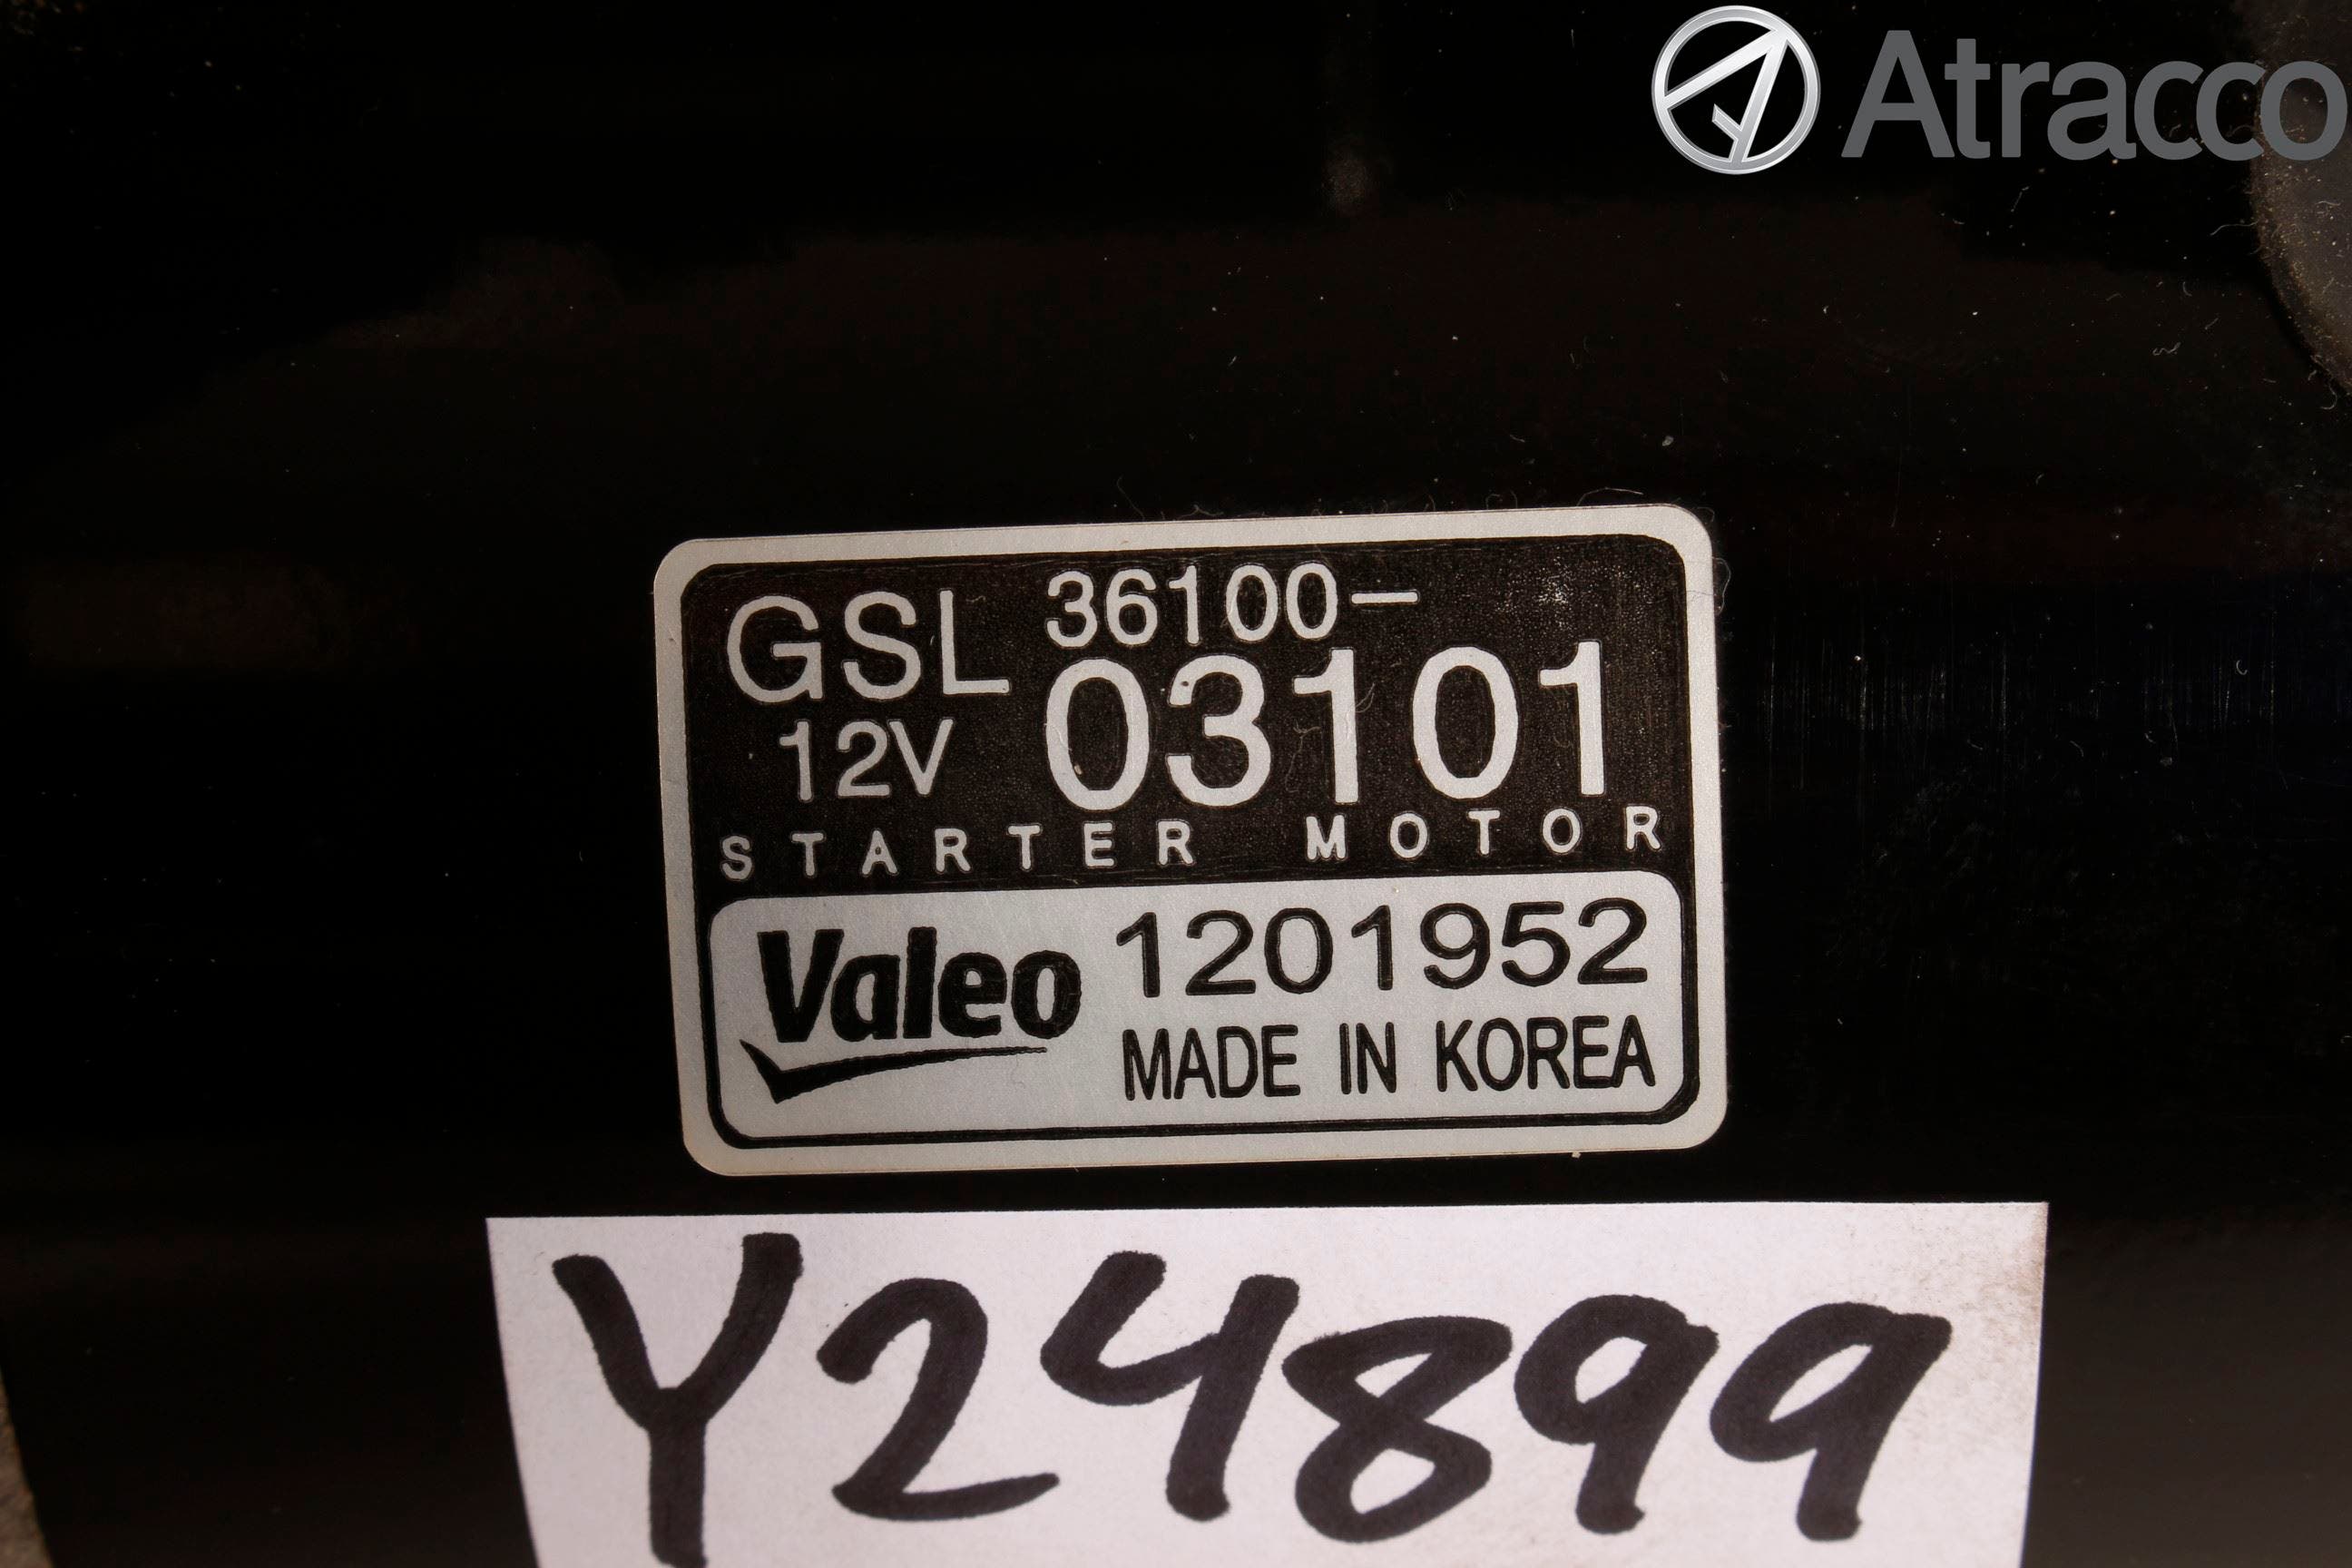 Atracco
GSL 36100-
12V 03101
STARTER MOTOR
Valeo 1201952
MADE IN KOREA
Y24899